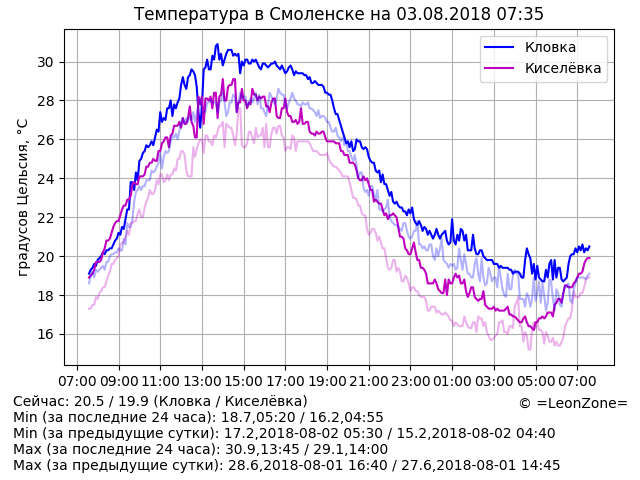 Температура в Смоленске на 03.08.2018 07:35
Кловка
Киселёвка
градусов Цельсия, °C
30
28
26
24
22
20
18
16
07:00 09:00 11:00 13:00 15:00 17:00 19:00 21:00 23:00 01:00 03:00 05:00 07:00
Сейчас: 20.5 / 19.9 (Кловка / Киселёвка)
© =LeonZone=
Min (за последние 24 часа): 18.7,05:20 / 16.2,04:55
Min (за предыдущие сутки): 17.2,2018-08-02 05:30 / 15.2,2018-08-02 04:40
Max (за последние 24 часа): 30.9,13:45 / 29.1,14:00
Max (за предыдущие сутки): 28.6,2018-08-01 16:40 / 27.6,2018-08-01 14:45